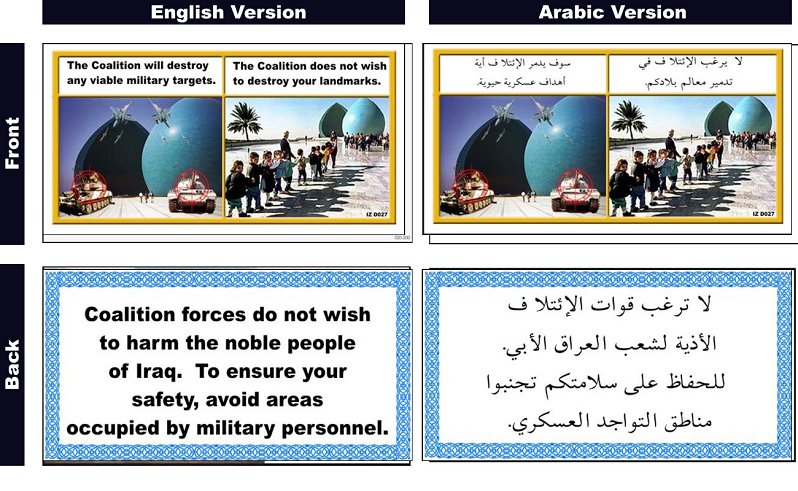 English Version
Arabic Version
Front
The Coalition will destroy
any viable military targets.
The Coalition does not wish
to destroy your landmarks.
IZ D027
سوف يدمر الإئتلا ف أية
أهداف عسكرية حيوية.
لا يرغب الإئتلا ف في
تدمير معالم بلادكم.
IZ D027
Back
Coalition forces do not wish
to harm the noble people
of Iraq. To ensure your
safety, avoid areas
occupied by military personnel.
لا ترغب قوات الإئتلا ف
الأذية لشعب العراق الأبي.
للحفاظ على سلامتكم تجنبوا
مناطق التواجد العسكري.